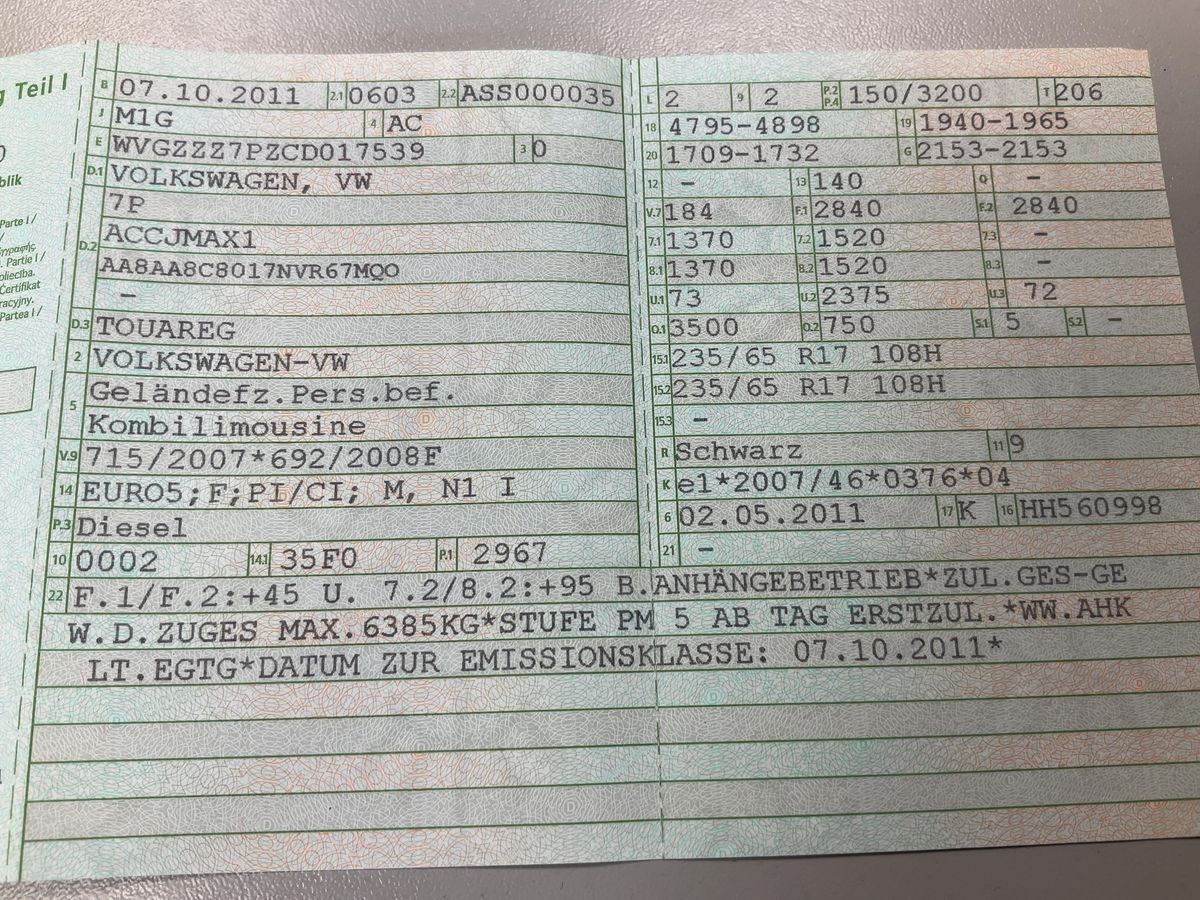 g Teil I
blik
Parte I /
. Partie I /
pliecība.
Certifikat
racyjny.
Partea I /
B 07.10.2011 2.1 0603 2.2 ASS000035
J M1G 4 AC
E WVGZZZ7PZCD017539 3 0
D.1 VOLKSWAGEN, VW
7P
D.2 ACCJMAX1
AA8AA8C8017NVR67MQO
–
D.3 TOUAREG
2 VOLKSWAGEN-VW
5 Geländefz.Pers.bef.
Kombilimousine
V.9 715/2007*692/2008F
14 EURO5;F;PI/CI; M, N1 I
P.3 Diesel
10 0002 14.1 35F0 P.1 2967
L 2 9 2 P.2 P.4 150/3200 T 206
18 4795-4898 19 1940-1965
20 1709-1732 G 2153-2153
12 – 13 140 Q –
V.7 184 F.1 2840 F.2 2840
7.1 1370 7.2 1520 7.3 –
8.1 1370 8.2 1520 8.3 –
U.1 73 U.2 2375 U.3 72
O.1 3500 O.2 750 S.1 5 S.2 –
15.1 235/65 R17 108H
15.2 235/65 R17 108H
15.3 –
R Schwarz 11 9
K e1*2007/46*0376*04
6 02.05.2011 17 K 16 HH560998
21 –
22 F.1/F.2:+45 U. 7.2/8.2:+95 B.ANHÄNGEBETRIEB*ZUL.GES-GE
W.D.ZUGES MAX.6385KG*STUFE PM 5 AB TAG ERSTZUL.*WW.AHK
LT.EGTG*DATUM ZUR EMISSIONSKLASSE: 07.10.2011*